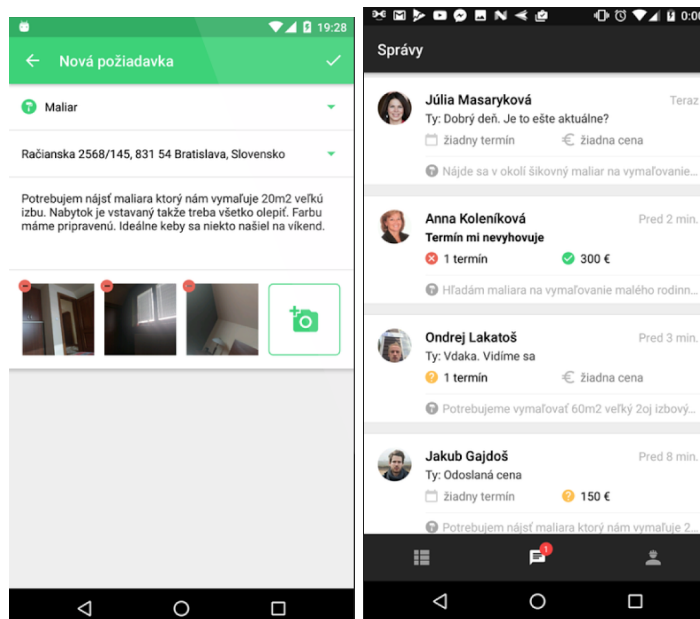 19:28
Nová požiadavka
Maliar
Račianska 2568/145, 831 54 Bratislava, Slovensko
Potrebujem nájsť maliara ktorý nám vymaľuje 20m2 veľkú
izbu. Nabytok je vstavaný takže treba všetko olepiť. Farbu
máme pripravenú. Ideálne keby sa niekto našiel na víkend.
0:00
Správy
Júlia Masaryková
Teraz
Ty: Dobrý deň. Je to ešte aktuálne?
žiadny termín
žiadna cena
Nájde sa v okolí šikovný maliar na vymaľovanie...
Anna Koleníková
Pred 2 min.
Termín mi nevyhovuje
1 termín
300 €
Hľadám maliara na vymaľovanie malého rodinn...
Ondrej Lakatoš
Pred 3 min.
Ty: Vdaka. Vidíme sa
1 termín
žiadna cena
Potrebujeme vymaľovať 60m2 veľký 2oj izbový...
Jakub Gajdoš
Pred 8 min.
Ty: Odoslaná cena
žiadny termín
150 €
Potrebujem nájsť maliara ktorý nám vymaľuje 2...
1